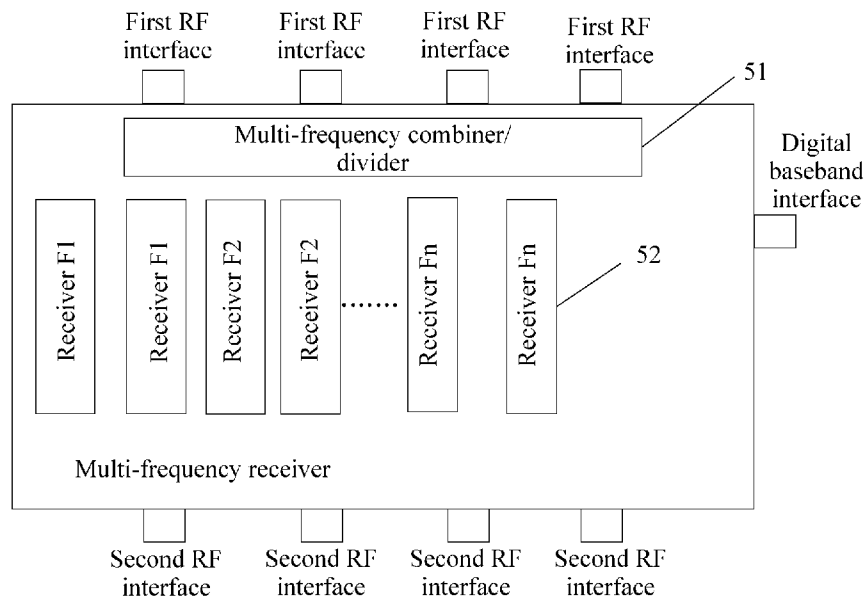 First RF
interface
First RF
interface
First RF
interface
First RF
interface
51
Multi-frequency combiner/
divider
Digital
baseband
interface
Receiver F1
Receiver F1
Receiver F2
Receiver F2
.......
Receiver Fn
Receiver Fn
52
Multi-frequency receiver
Second RF
interface
Second RF
interface
Second RF
interface
Second RF
interface